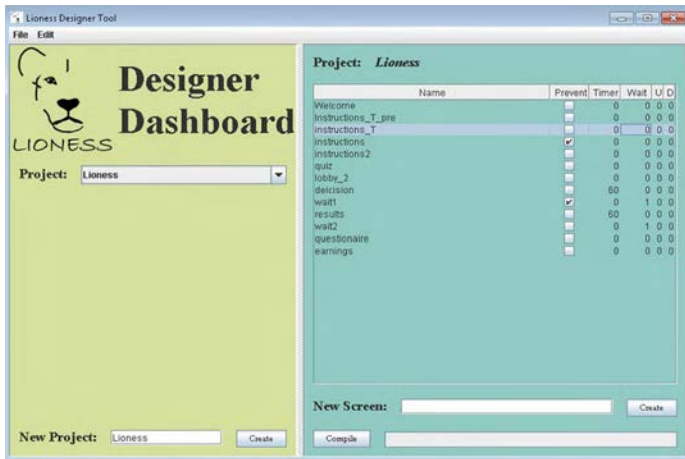 Lioness Designer Tool
File Edit
Designer
Dashboard
LIONESS
Project: Lioness
New Project: Lioness Create
Project: Lioness
Name Prevent Timer Wait U D
Welcome 0 0 0 0
Instructions_T_pre 0 0 0 0
instructions_T 0 0 0 0
instructions 0 0 0 0
instructions2 0 0 0 0
quiz 0 0 0 0
lobby_2 0 0 0 0
deicision 60 0 0 0
wait1 0 1 0 0
results 60 0 0 0
wait2 0 1 0 0
questionaire 0 0 0 0
earnings 0 0 0 0
New Screen: Create
Compile